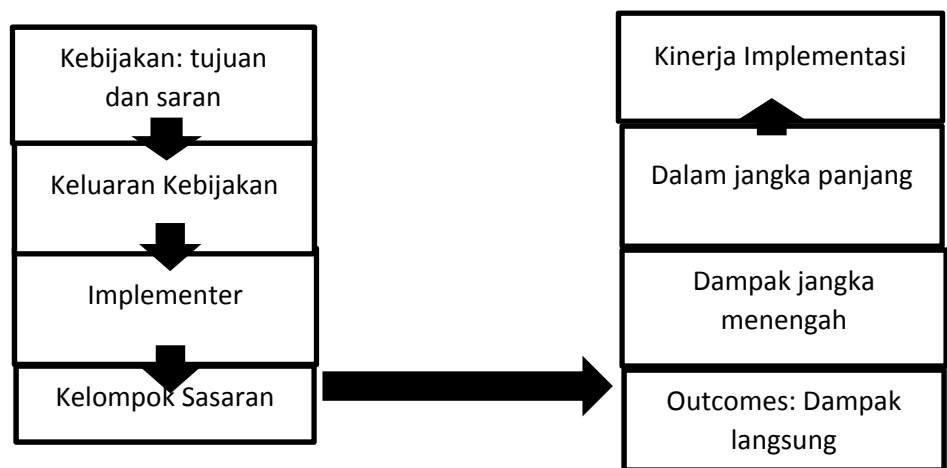 Kebijakan: tujuan
dan saran
Keluaran Kebijakan
Implementer
Kelompok Sasaran
Kinerja Implementasi
Dalam jangka panjang
Dampak jangka
menengah
Outcomes: Dampak
langsung